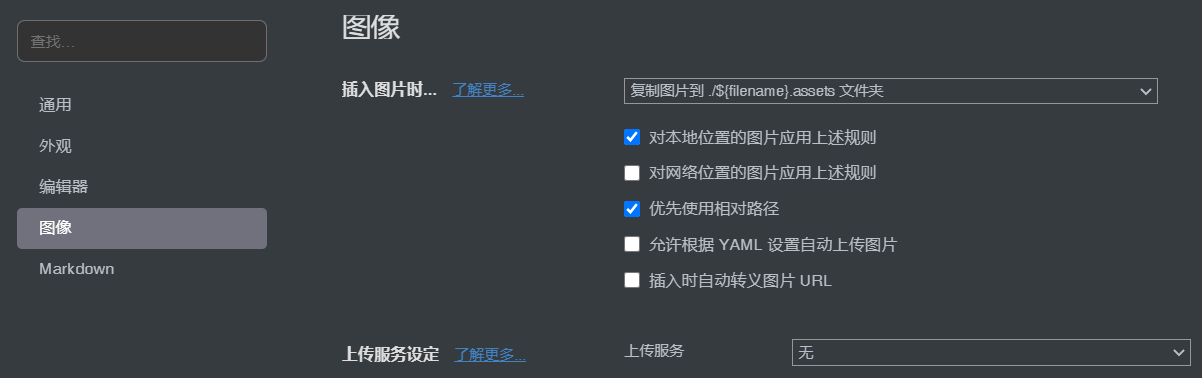 图像
查找...
插入图片时... 了解更多... 复制图片到 ./${filename}.assets 文件夹
通用
外观
编辑器
图像
Markdown
对本地位置的图片应用上述规则
对网络位置的图片应用上述规则
优先使用相对路径
允许根据 YAML 设置自动上传图片
插入时自动转义图片 URL
上传服务设定 了解更多... 上传服务 无